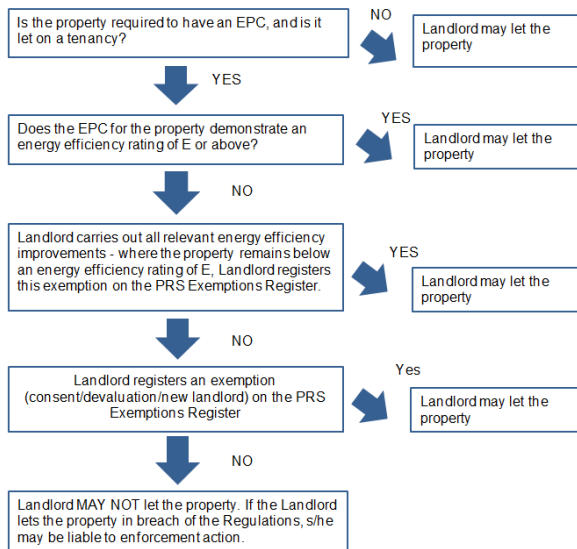 Is the property required to have an EPC, and is it
let on a tenancy?
NO
Landlord may let the
property
YES
Does the EPC for the property demonstrate an
energy efficiency rating of E or above?
YES
Landlord may let the
property
NO
Landlord carries out all relevant energy efficiency
improvements - where the property remains below
an energy efficiency rating of E, Landlord registers
this exemption on the PRS Exemptions Register.
YES
Landlord may let the
property
NO
Landlord registers an exemption
(consent/devaluation/new landlord) on the PRS
Exemptions Register
Yes
Landlord may let the
property
NO
Landlord MAY NOT let the property. If the Landlord
lets the property in breach of the Regulations, s/he
may be liable to enforcement action.